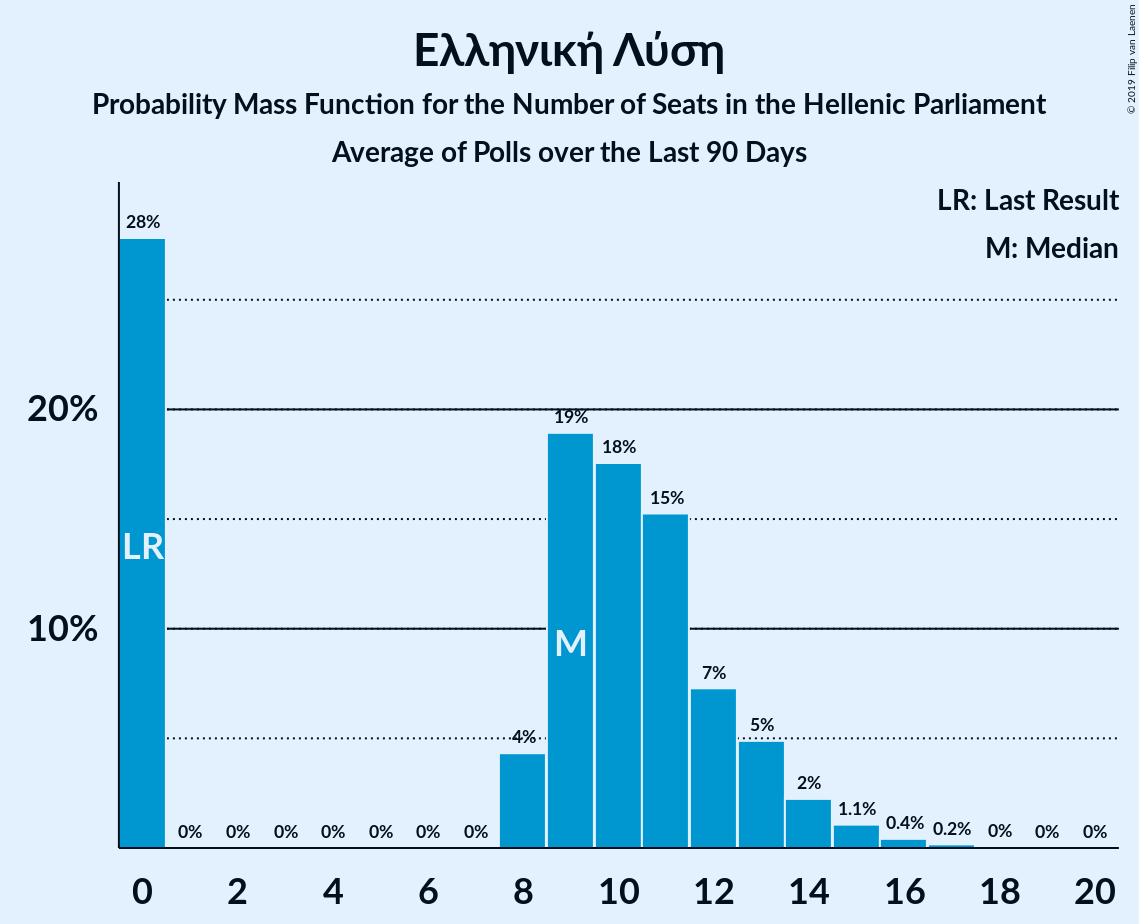 Ελληνική Λύση
Probability Mass Function for the Number of Seats in the Hellenic Parliament
Average of Polls over the Last 90 Days
© 2019 Filip van Laenen
LR: Last Result
M: Median
28%
20%
19%
18%
15%
LR
10%
M
7%
5%
4%
2%
1.1%
0% 0% 0% 0% 0% 0% 0% 0.4% 0.2% 0% 0% 0%
0 2 4 6 8 10 12 14 16 18 20